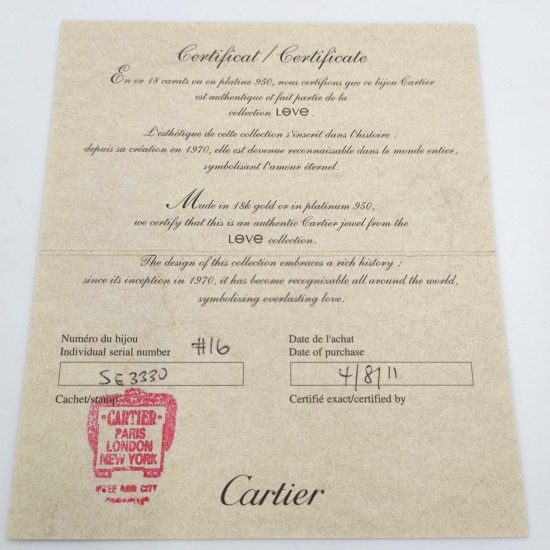 Certificat / Certificate
En or 18 carats ou en platine 950, nous certifions que ce bijou Cartier
est authentique et fait partie de la
collection LOVE.
L'esthétique de cette collection s'inscrit dans l'histoire :
depuis sa création en 1970, elle est devenue reconnaissable dans le monde entier,
symbolisant l'amour éternel.
Made in 18k gold or in platinum 950,
we certify that this is an authentic Cartier jewel from the
LOVE collection.
The design of this collection embraces a rich history :
since its inception in 1970, it has become recognizable all around the world,
symbolizing everlasting love.
Numéro du bijou
Individual serial number #16
SE3330
Date de l'achat
Date of purchase
4/8/11
Cachet/stamp
Certifié exact/certified by
CARTIER
PARIS
LONDON
NEW YORK
CITY
Cartier